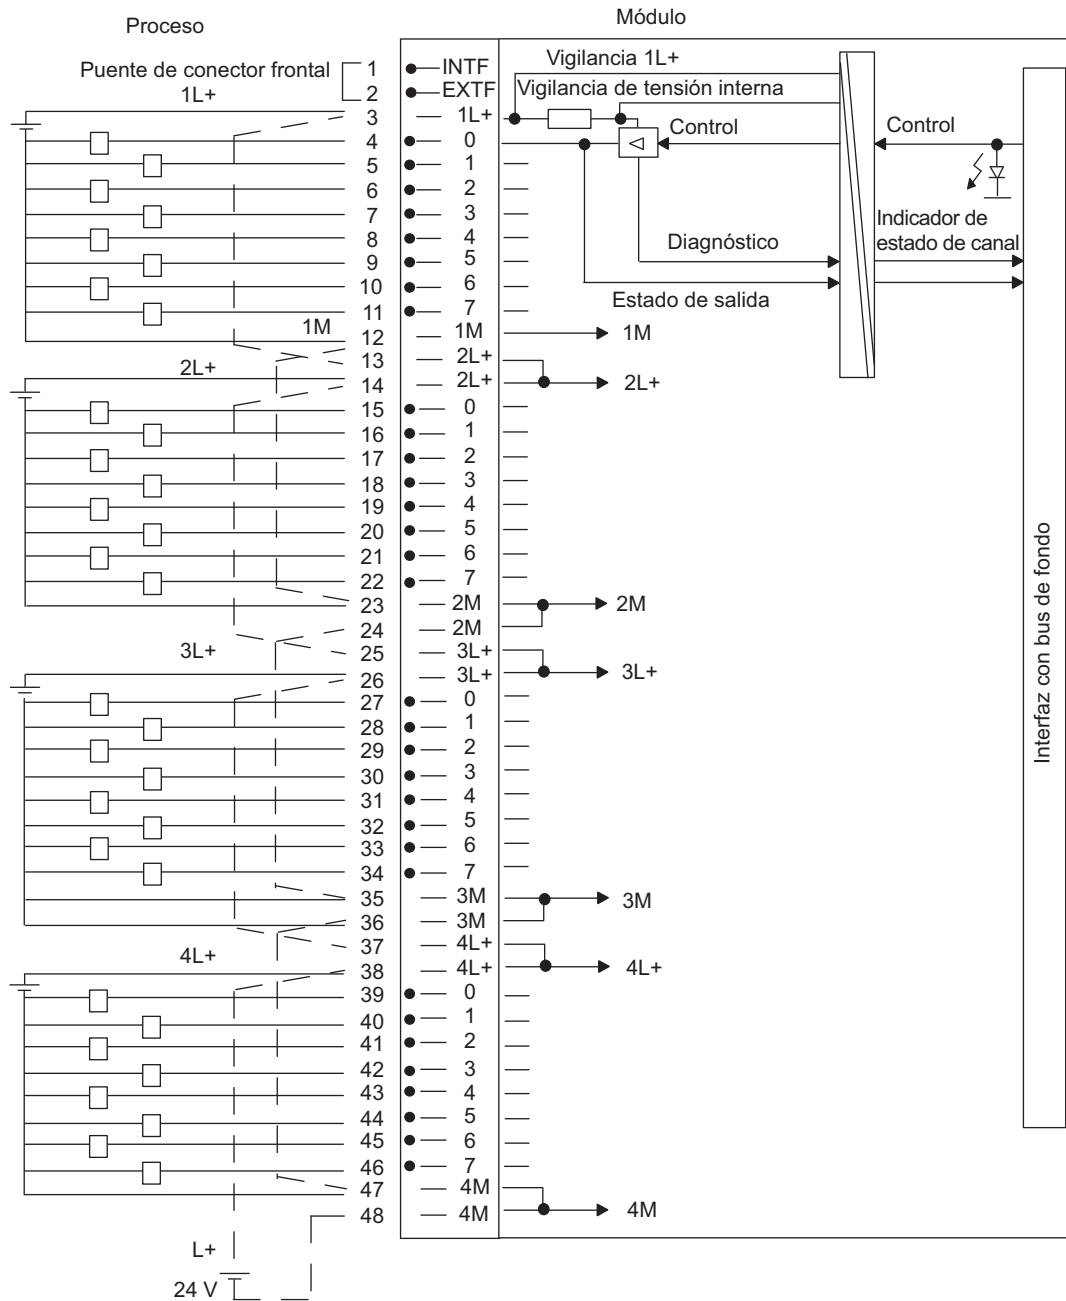 Proceso
Módulo
Puente de conector frontal
1 INTF
2 EXTF
Vigilancia 1L+
Vigilancia de tensión interna
1L+
3 1L+
4 0
Control
Control
5 1
6 2
7 3
Indicador de
estado de canal
8 4
Diagnóstico
9 5
10 6
Estado de salida
11 7
1M
12 1M 1M
13 2L+
2L+
14 2L+ 2L+
15 0
16 1
17 2
18 3
19 4
20 5
21 6
22 7
23 2M 2M
24 2M
3L+
25 3L+
26 3L+ 3L+
27 0
28 1
29 2
30 3
31 4
32 5
33 6
34 7
35 3M 3M
36 3M
37 4L+
4L+
38 4L+ 4L+
39 0
40 1
41 2
42 3
43 4
44 5
45 6
46 7
47 4M
48 4M 4M
L+
24 V
Interfaz con bus de fondo